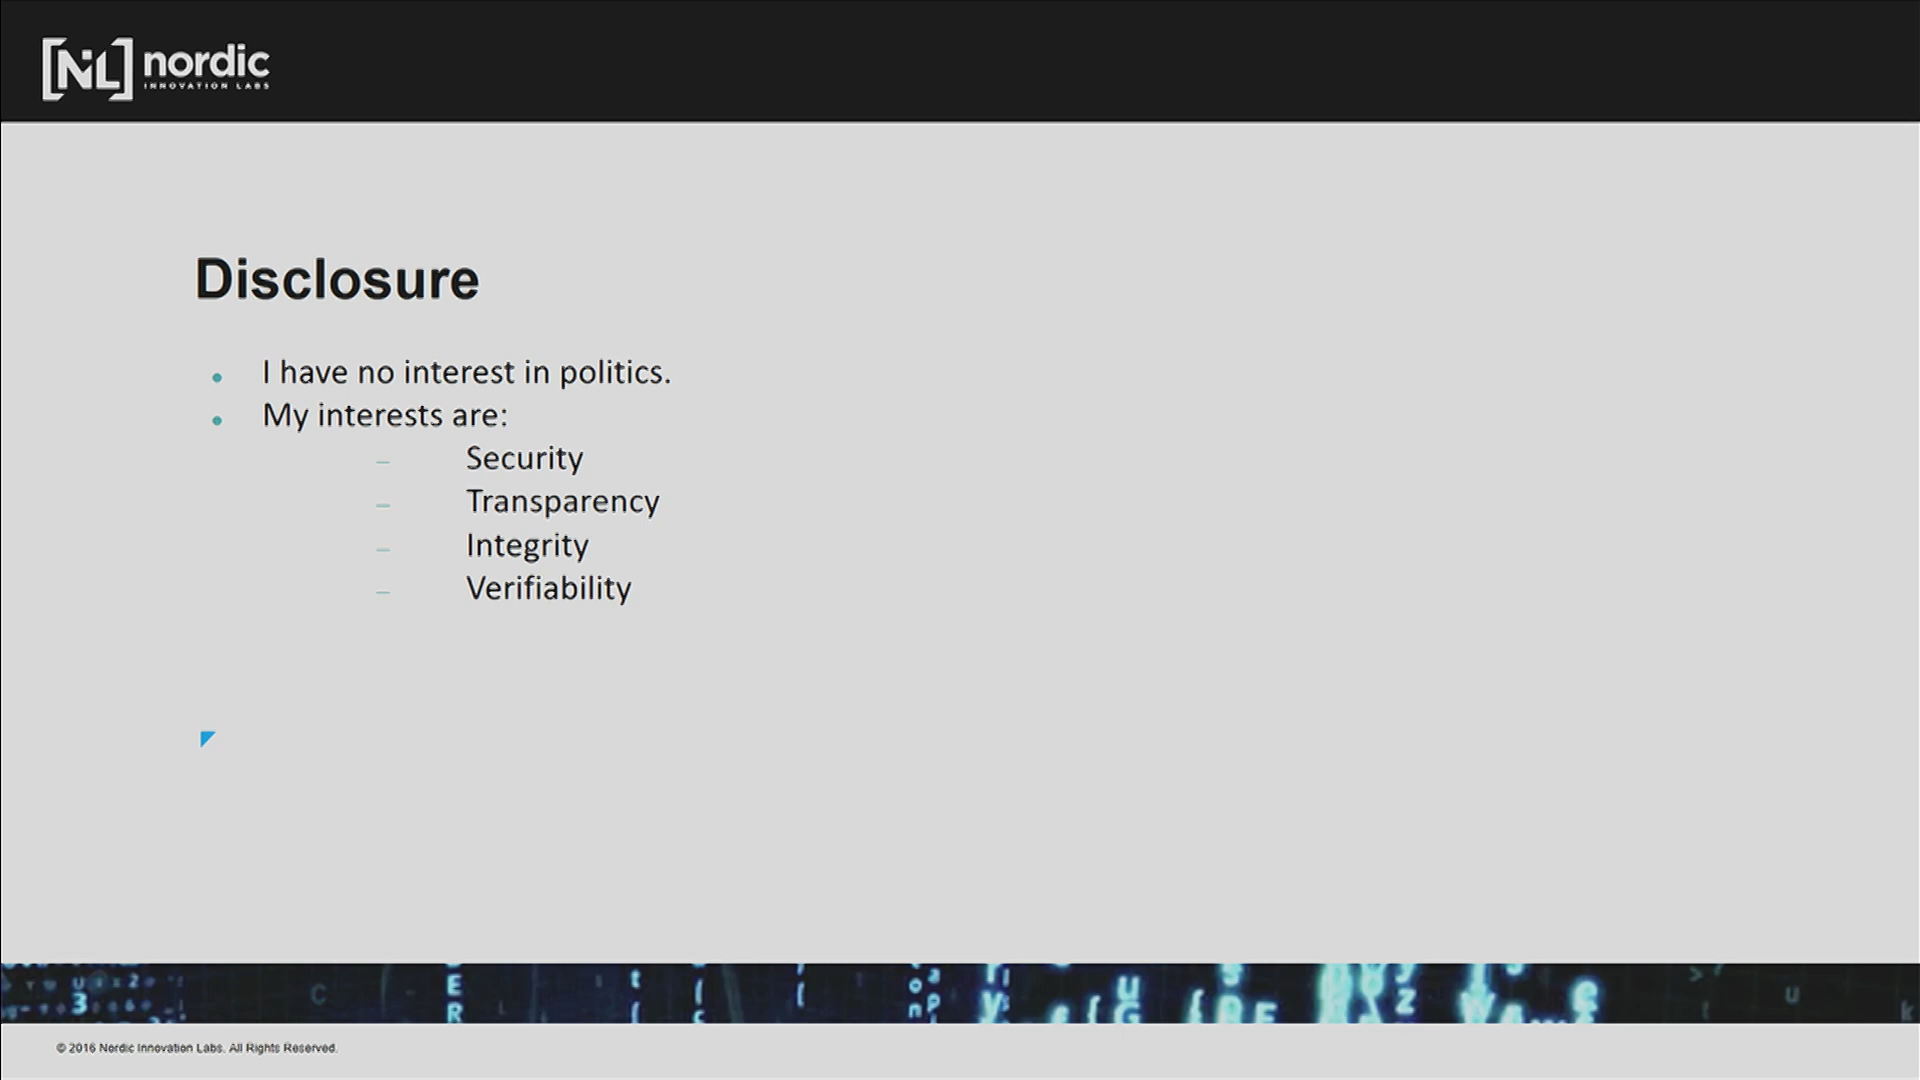 [NiL] nordic
INNOVATION LABS
Disclosure
• I have no interest in politics.
• My interests are:
– Security
– Transparency
– Integrity
– Verifiability
© 2016 Nordic Innovation Labs. All Rights Reserved.